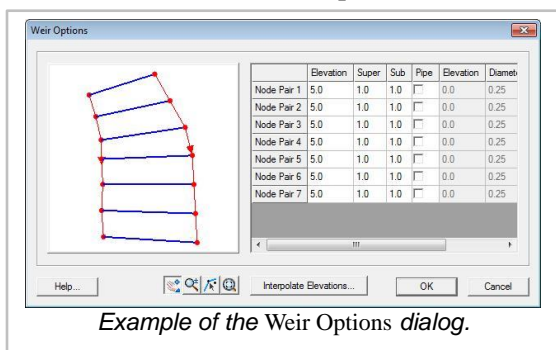 Weir Options
Elevation Super Sub Pipe Elevation Diamet
Node Pair 1 5.0 1.0 1.0 0.0 0.25
Node Pair 2 5.0 1.0 1.0 0.0 0.25
Node Pair 3 5.0 1.0 1.0 0.0 0.25
Node Pair 4 5.0 1.0 1.0 0.0 0.25
Node Pair 5 5.0 1.0 1.0 0.0 0.25
Node Pair 6 5.0 1.0 1.0 0.0 0.25
Node Pair 7 5.0 1.0 1.0 0.0 0.25
Help... Interpolate Elevations... OK Cancel
Example of the Weir Options dialog.